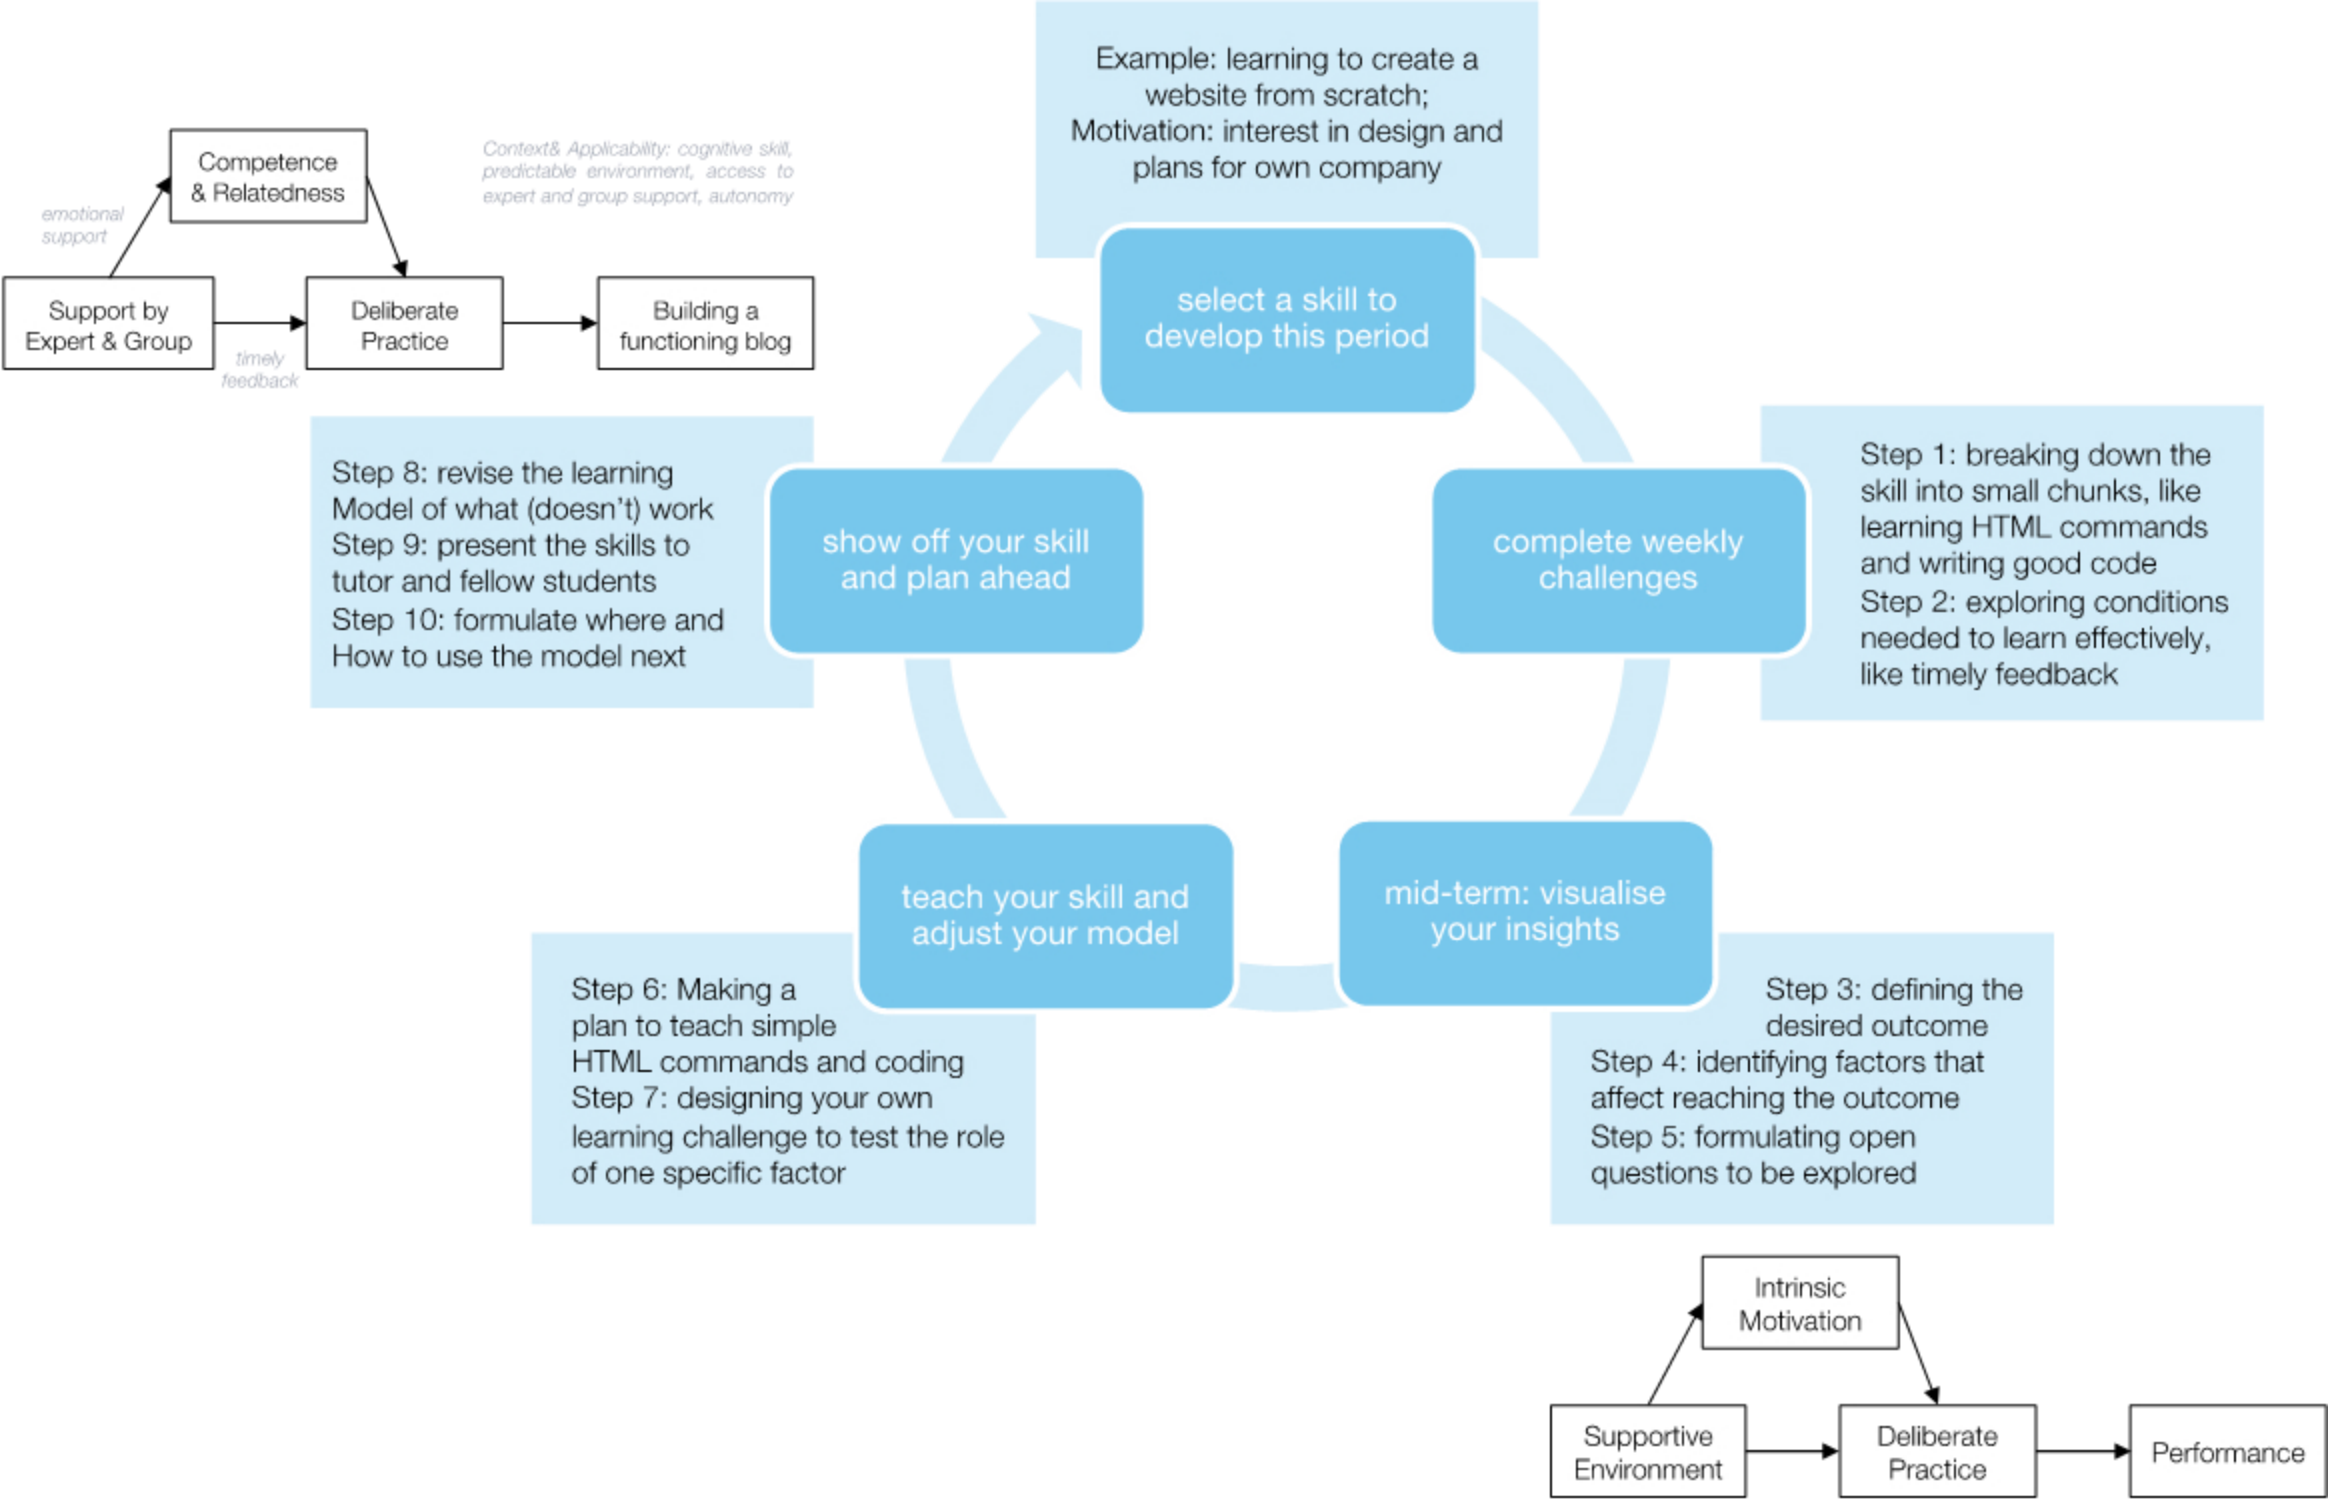 Example: learning to create a
website from scratch;
Motivation: interest in design and
plans for own company
select a skill to
develop this period
Step 1: breaking down the
skill into small chunks, like
learning HTML commands
and writing good code
Step 2: exploring conditions
needed to learn effectively,
like timely feedback
complete weekly
challenges
mid-term: visualise
your insights
Step 3: defining the
desired outcome
Step 4: identifying factors that
affect reaching the outcome
Step 5: formulating open
questions to be explored
Intrinsic
Motivation
Supportive
Environment
Deliberate
Practice
Performance
teach your skill and
adjust your model
Step 6: Making a
plan to teach simple
HTML commands and coding
Step 7: designing your own
learning challenge to test the role
of one specific factor
show off your skill
and plan ahead
Step 8: revise the learning
Model of what (doesn't) work
Step 9: present the skills to
tutor and fellow students
Step 10: formulate where and
How to use the model next
Competence
& Relatedness
Context& Applicability: cognitive skill,
predictable environment, access to
expert and group support, autonomy
emotional
support
Support by
Expert & Group
timely
feedback
Deliberate
Practice
Building a
functioning blog